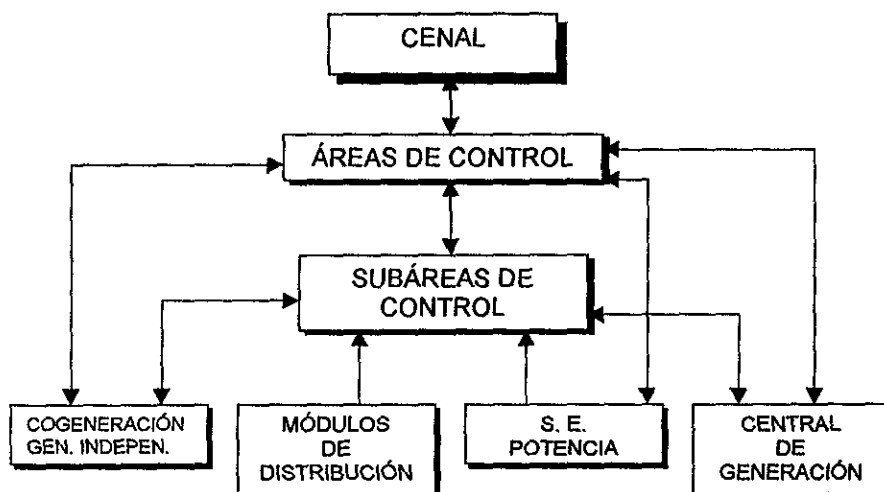 CENAL
ÁREAS DE CONTROL
SUBÁREAS DE
CONTROL
COGENERACIÓN
GEN. INDEPEN.
MÓDULOS
DE
DISTRIBUCIÓN
S. E.
POTENCIA
CENTRAL
DE
GENERACIÓN